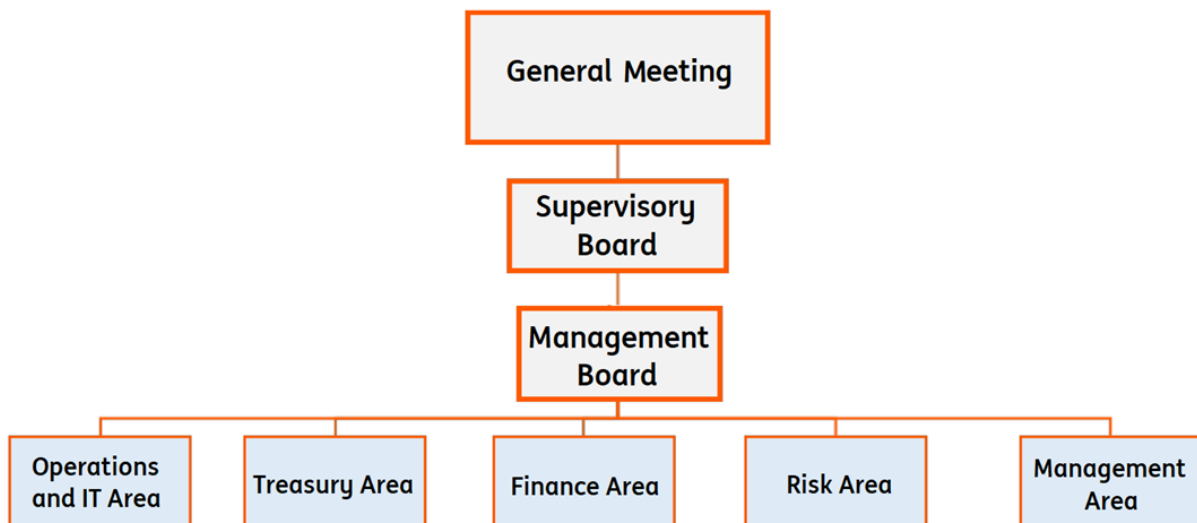 General Meeting
Supervisory
Board
Management
Board
Operations
and IT Area
Treasury Area
Finance Area
Risk Area
Management
Area